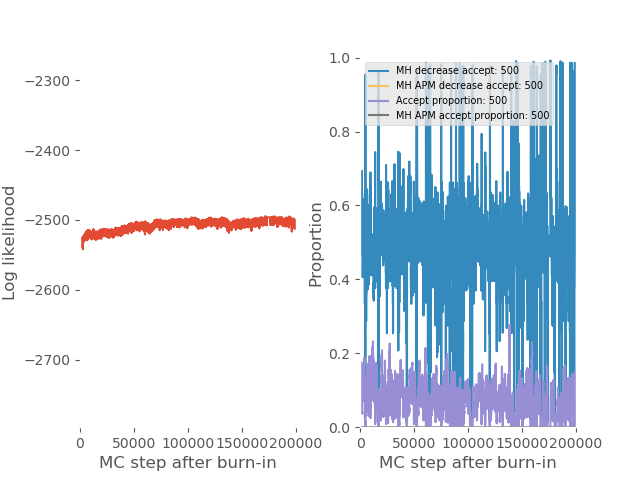 −2300
−2400
−2500
−2600
−2700
Log likelihood
0
50000
100000
150000
200000
MC step after burn-in
1.0
0.8
0.6
0.4
0.2
0.0
Proportion
MH decrease accept: 500
MH APM decrease accept: 500
Accept proportion: 500
MH APM accept proportion: 500
0
50000
100000
150000
200000
MC step after burn-in